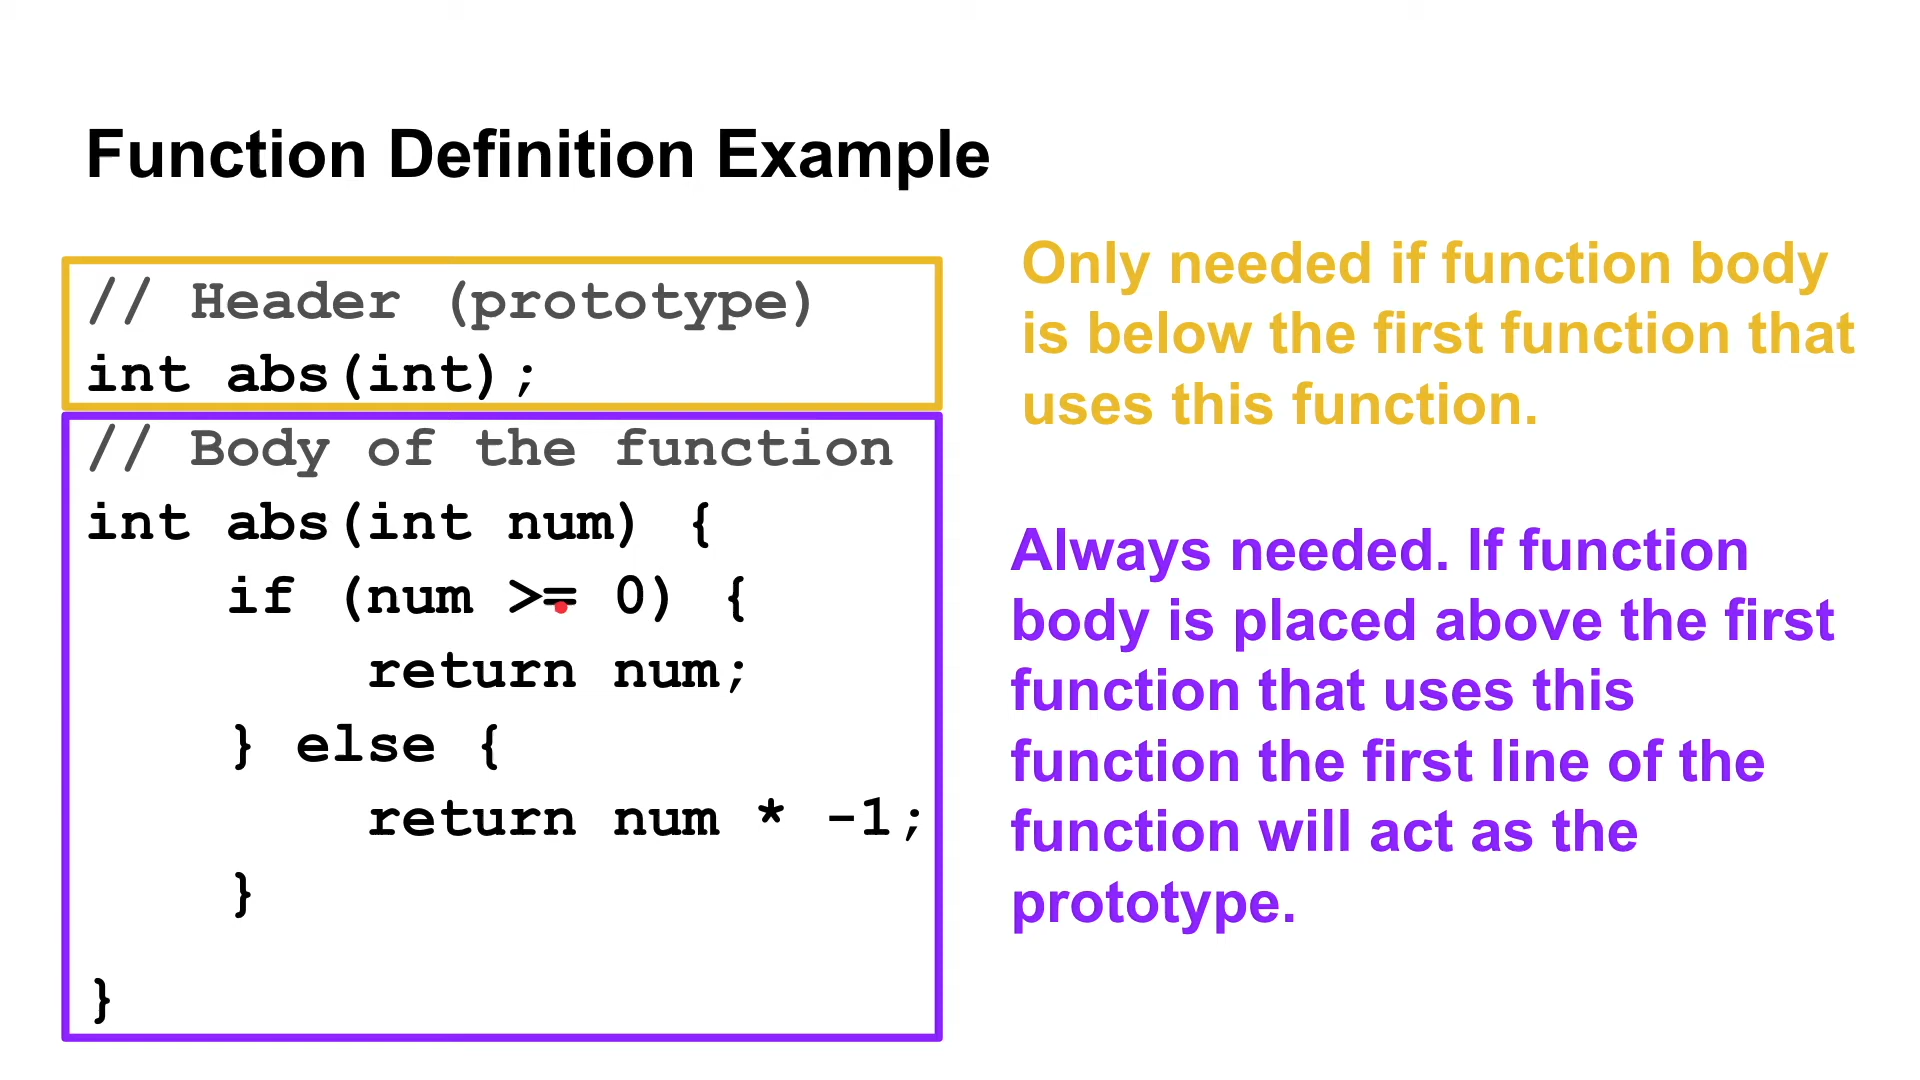 Function Definition Example
// Header (prototype)
int abs(int);
// Body of the function
int abs(int num) {
if (num >= 0) {
return num;
} else {
return num * -1;
}
}
Only needed if function body
is below the first function that
uses this function.
Always needed. If function
body is placed above the first
function that uses this
function the first line of the
function will act as the
prototype.